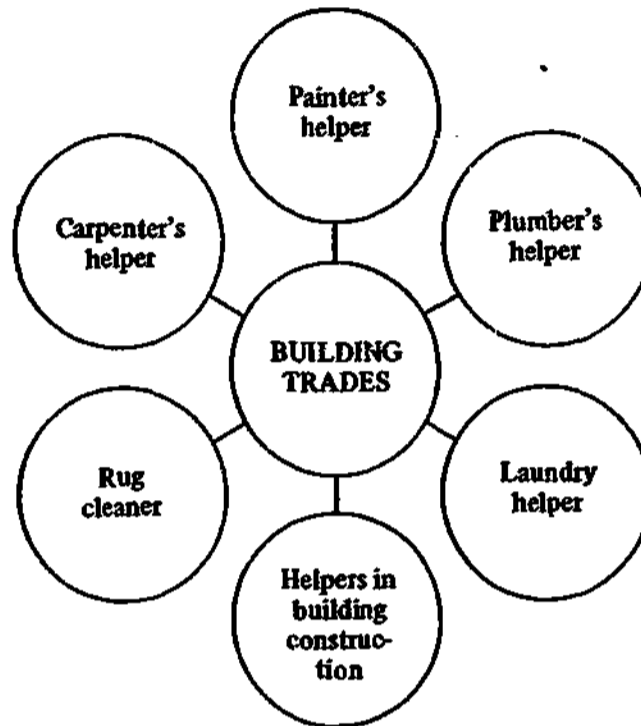 Painter's
helper
Carpenter's
helper
Plumber's
helper
BUILDING
TRADES
Rug
cleaner
Laundry
helper
Helpers in
building
construc-
tion